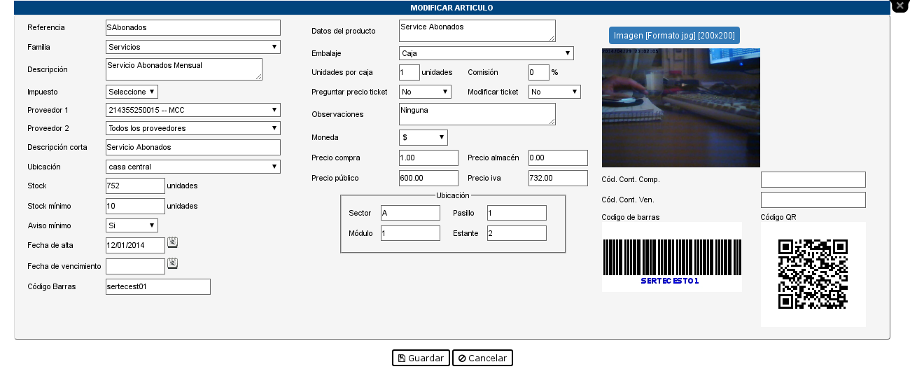 MODIFICAR ARTICULO
Referencia SAbonados
Familia Servicios
Descripción Servicio Abonados Mensual
Impuesto Seleccione
Proveedor 1 214355250015 -- MCC
Proveedor 2 Todos los proveedores
Descripción corta Servicio Abonados
Ubicación casa central
Stock 752 unidades
Stock mínimo 10 unidades
Aviso mínimo Si
Fecha de alta 12/01/2014
Fecha de vencimiento
Código Barras sertecest01
Datos del producto Service Abonados
Embalaje Caja
Unidades por caja 1 unidades Comisión 0 %
Preguntar precio ticket No Modificar ticket No
Observaciones Ninguna
Moneda $
Precio compra 1.00 Precio almacén 0.00
Precio público 600.00 Precio iva 732.00
Ubicación
Sector A Pasillo 1
Módulo 1 Estante 2
Imagen [Formato jpg] [200x200]
Cód. Cont. Comp.
Cód. Cont. Ven.
Codigo de barras Código QR
SERTECEST01
Guardar Cancelar